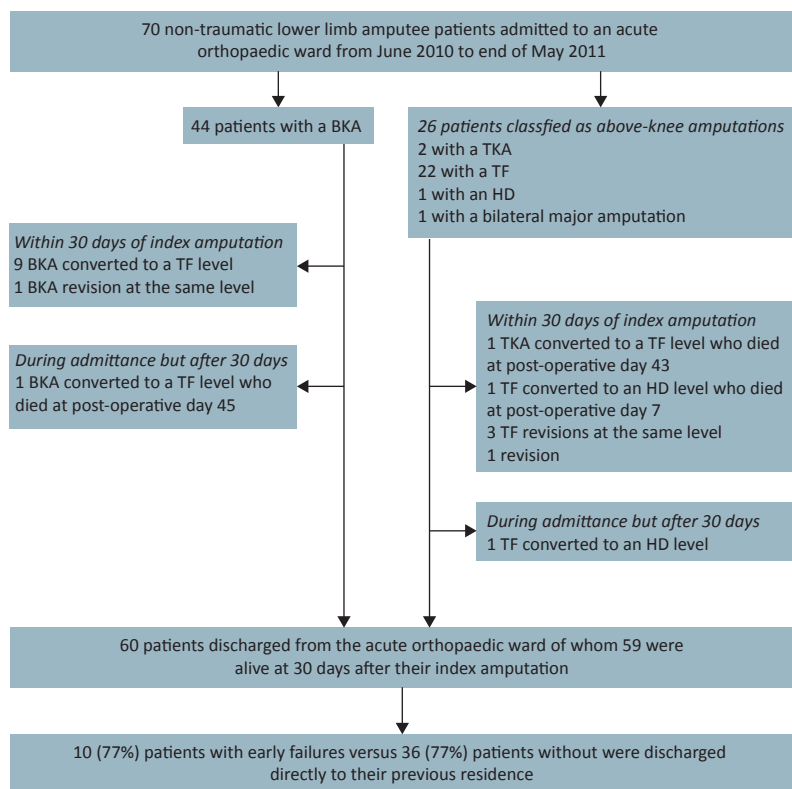 70 non-traumatic lower limb amputee patients admitted to an acute
orthopaedic ward from June 2010 to end of May 2011
44 patients with a BKA
26 patients classfied as above-knee amputations
2 with a TKA
22 with a TF
1 with an HD
1 with a bilateral major amputation
Within 30 days of index amputation
9 BKA converted to a TF level
1 BKA revision at the same level
During admittance but after 30 days
1 BKA converted to a TF level who
died at post-operative day 45
Within 30 days of index amputation
1 TKA converted to a TF level who died
at post-operative day 43
1 TF converted to an HD level who died
at post-operative day 7
3 TF revisions at the same level
1 revision
During admittance but after 30 days
1 TF converted to an HD level
60 patients discharged from the acute orthopaedic ward of whom 59 were
alive at 30 days after their index amputation
10 (77%) patients with early failures versus 36 (77%) patients without were discharged
directly to their previous residence